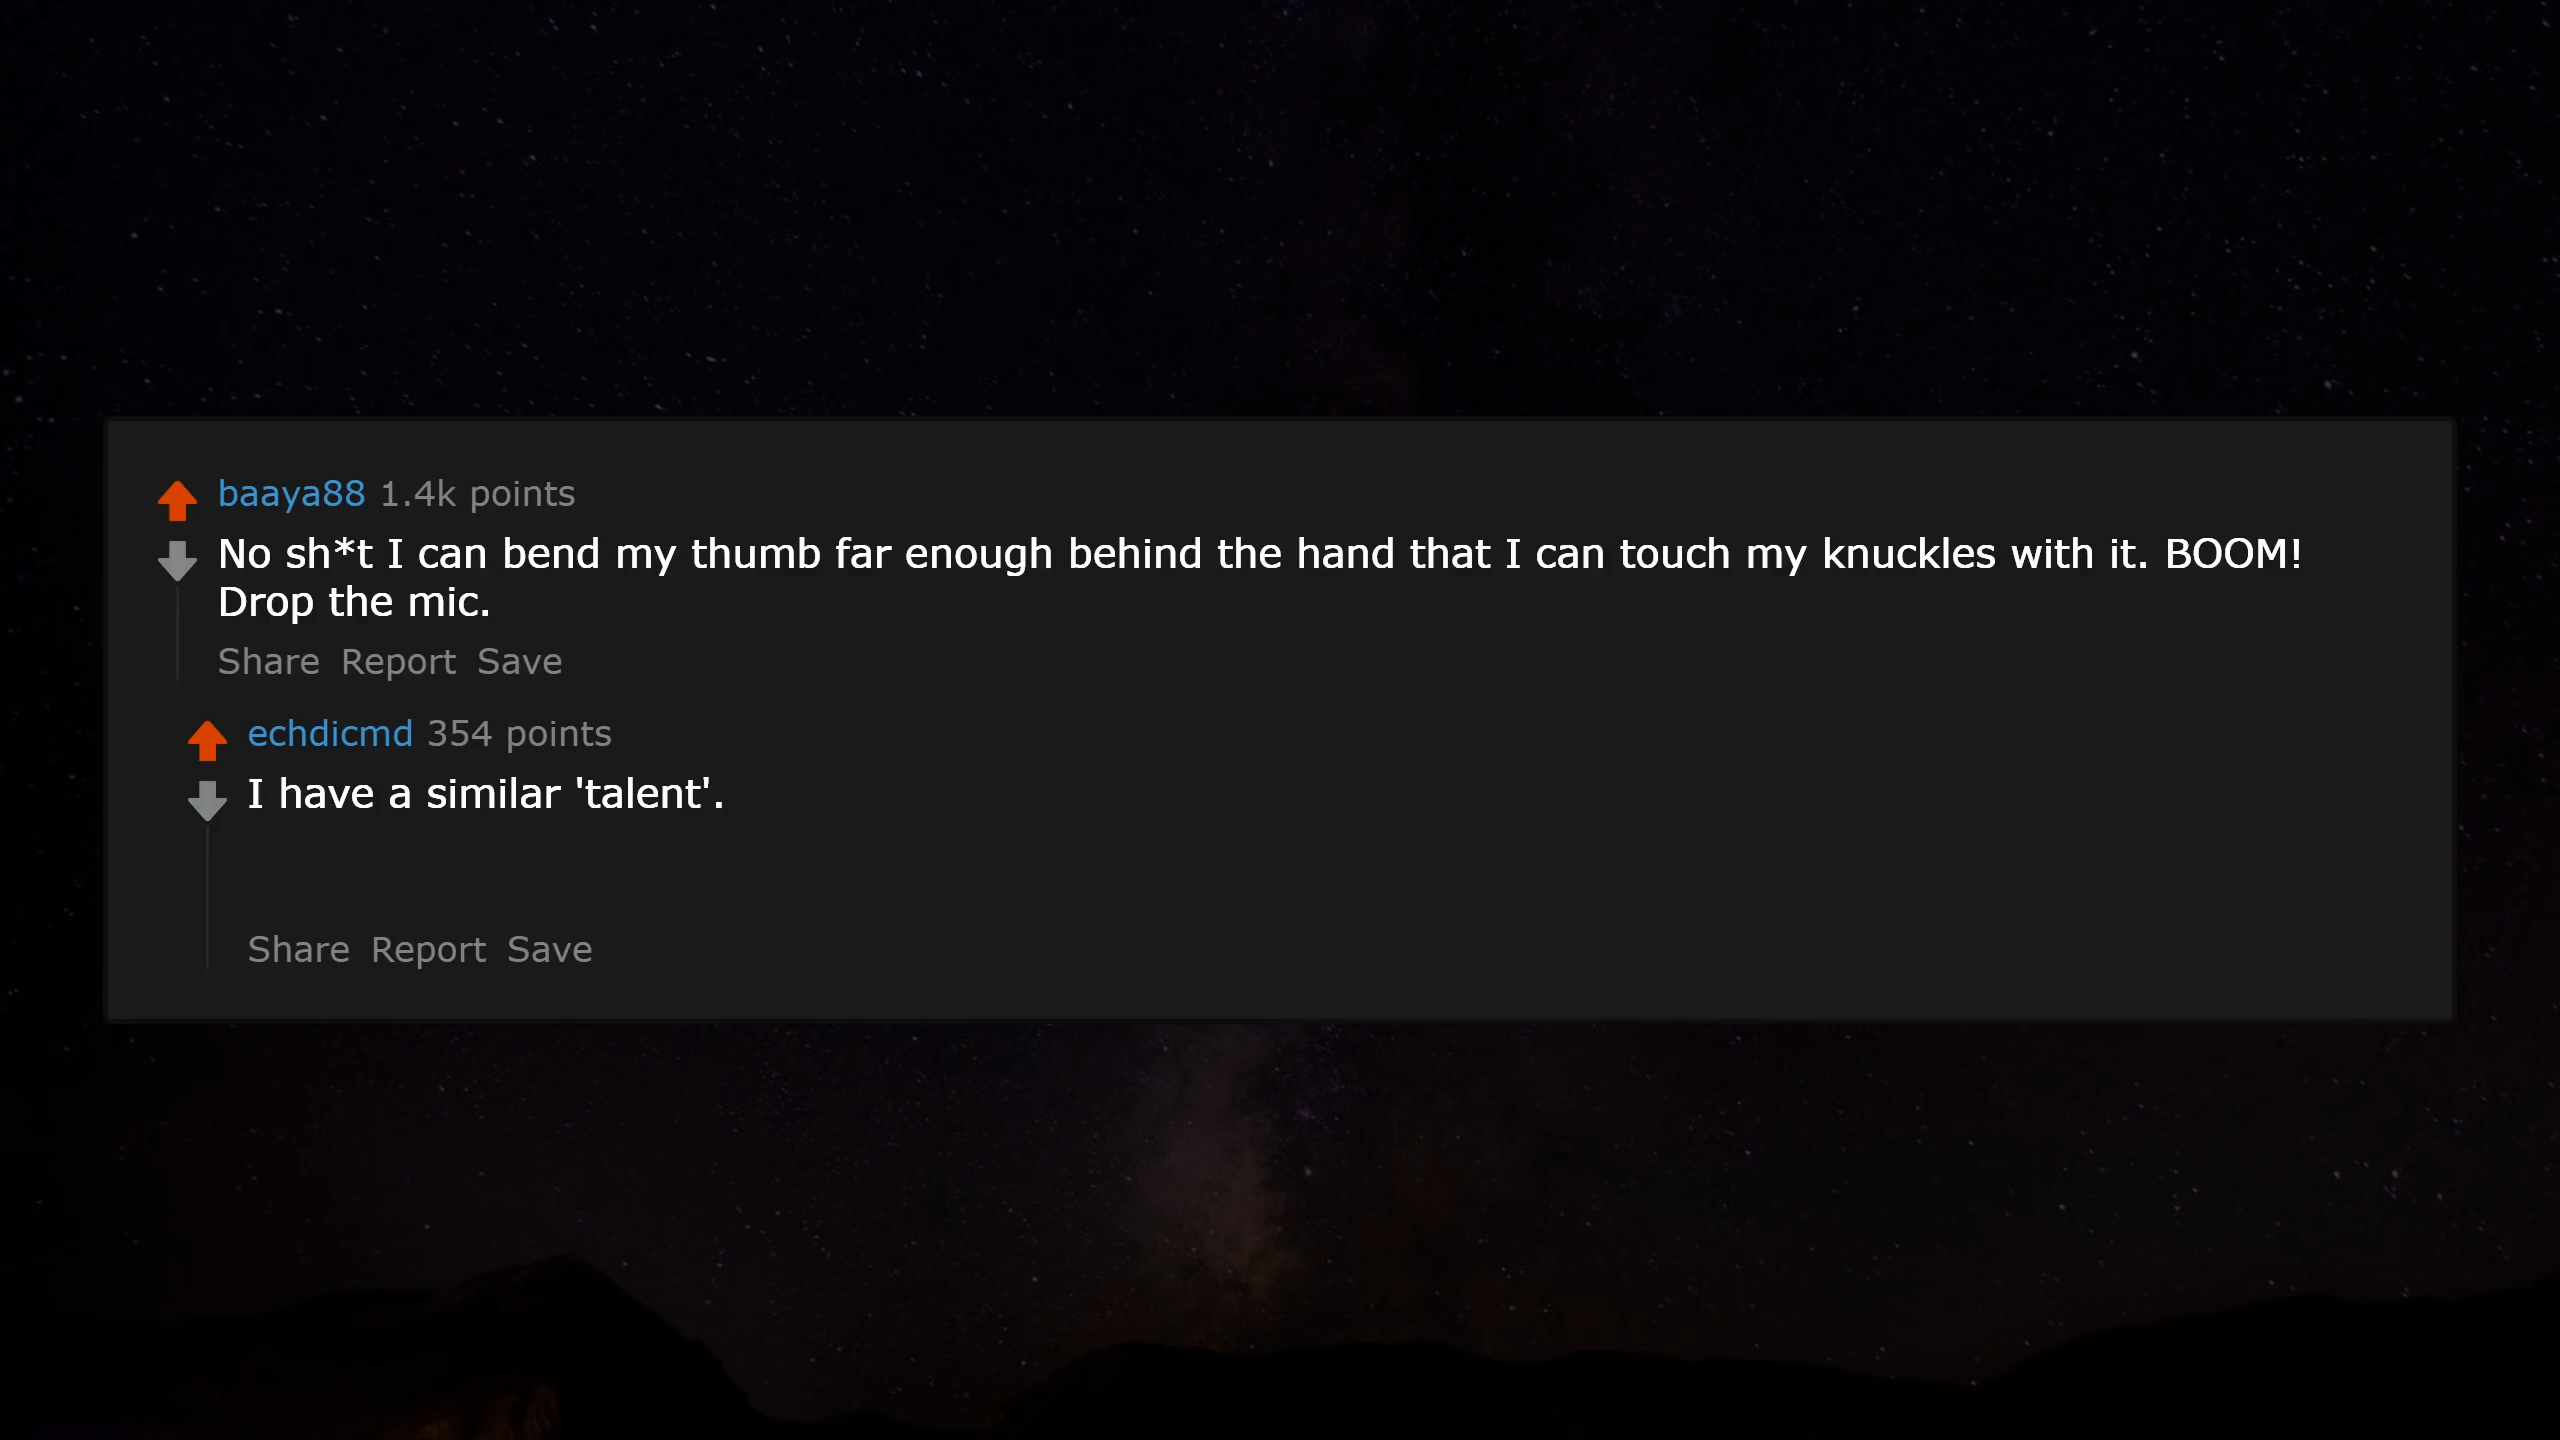 baaya88 1.4k points
No sh*t I can bend my thumb far enough behind the hand that I can touch my knuckles with it. BOOM!
Drop the mic.
Share Report Save
echdicmd 354 points
I have a similar 'talent'.
Share Report Save